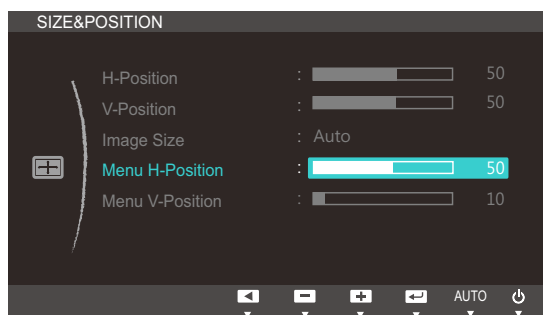 SIZE&POSITION
H-Position : 50
V-Position : 50
Image Size : Auto
Menu H-Position : 50
Menu V-Position : 10
AUTO